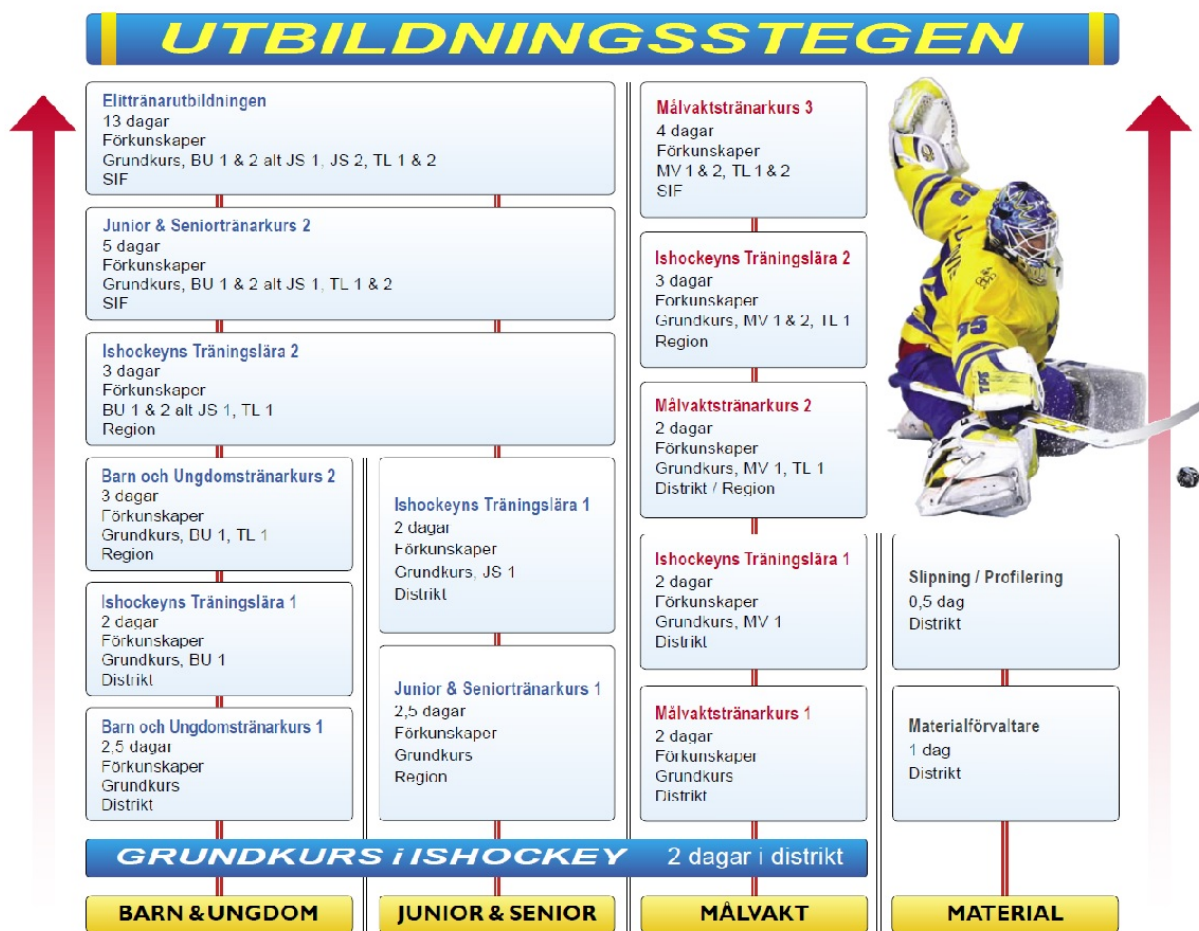 UTBILDNINGSSTEGEN
Elittränarutbildningen
13 dagar
Förkunskaper
Grundkurs, BU 1 & 2 alt JS 1, JS 2, TL 1 & 2
SIF
Junior & Seniortränarkurs 2
5 dagar
Förkunskaper
Grundkurs, BU 1 & 2 alt JS 1, TL 1 & 2
SIF
Ishockeyns Träningslära 2
3 dagar
Förkunskaper
BU 1 & 2 alt JS 1, TL 1
Region
Barn och Ungdomstränarkurs 2
3 dagar
Förkunskaper
Grundkurs, BU 1, TL 1
Region
Ishockeyns Träningslära 1
2 dagar
Förkunskaper
Grundkurs, BU 1
Distrikt
Barn och Ungdomstränarkurs 1
2,5 dagar
Förkunskaper
Grundkurs
Distrikt
Ishockeyns Träningslära 1
2 dagar
Förkunskaper
Grundkurs, JS 1
Distrikt
Junior & Seniortränarkurs 1
2,5 dagar
Förkunskaper
Grundkurs
Region
Målvaktstränarkurs 3
4 dagar
Förkunskaper
MV 1 & 2, TL 1 & 2
SIF
Ishockeyns Träningslära 2
3 dagar
Förkunskaper
Grundkurs, MV 1 & 2, TL 1
Region
Målvaktstränarkurs 2
2 dagar
Förkunskaper
Grundkurs, MV 1, TL 1
Distrikt / Region
Ishockeyns Träningslära 1
2 dagar
Förkunskaper
Grundkurs, MV 1
Distrikt
Målvaktstränarkurs 1
2 dagar
Förkunskaper
Grundkurs
Distrikt
Slipning / Profilering
0,5 dag
Distrikt
Materialförvaltare
1 dag
Distrikt
GRUNDKURS i ISHOCKEY 2 dagar i distrikt
BARN & UNGDOM
JUNIOR & SENIOR
MÅLVAKT
MATERIAL
35
TPS